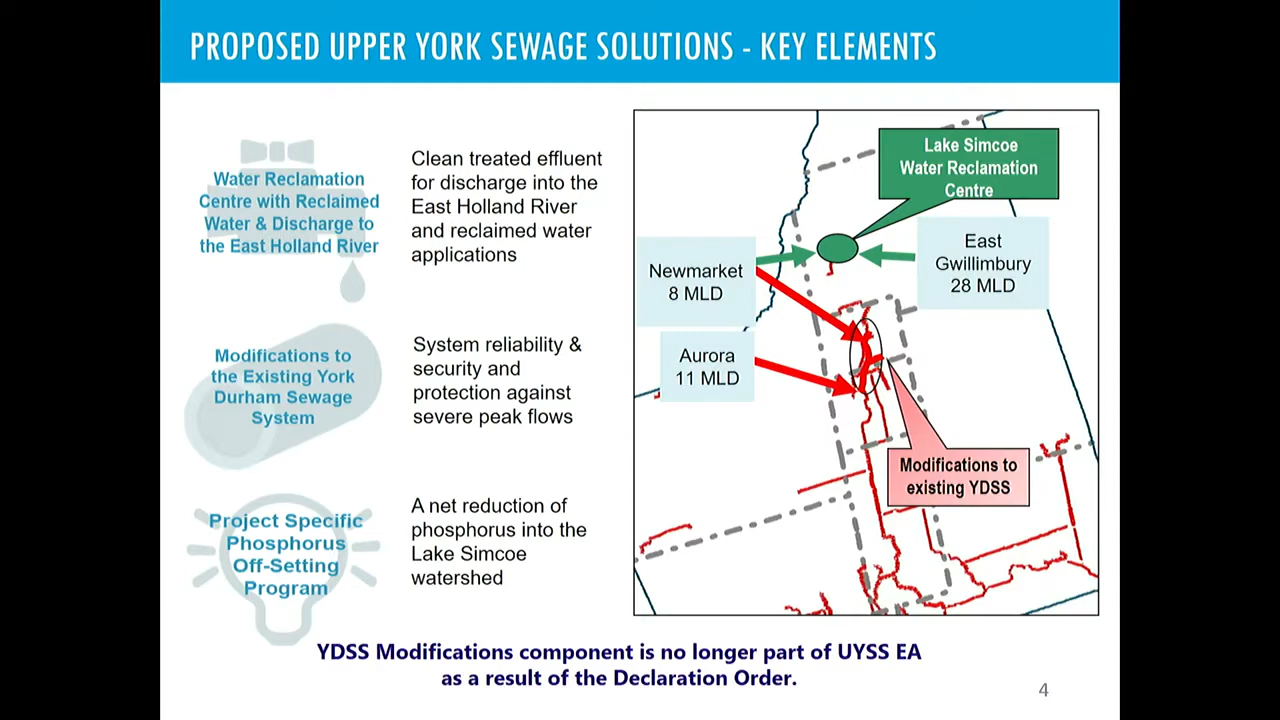 PROPOSED UPPER YORK SEWAGE SOLUTIONS - KEY ELEMENTS
Water Reclamation
Centre with Reclaimed
Water & Discharge to
the East Holland River
Clean treated effluent
for discharge into the
East Holland River
and reclaimed water
applications
Modifications to
the Existing York
Durham Sewage
System
System reliability &
security and
protection against
severe peak flows
Project Specific
Phosphorus
Off-Setting
Program
A net reduction of
phosphorus into the
Lake Simcoe
watershed
Lake Simcoe
Water Reclamation
Centre
Newmarket
8 MLD
East
Gwillimbury
28 MLD
Aurora
11 MLD
Modifications to
existing YDSS
YDSS Modifications component is no longer part of UYSS EA
as a result of the Declaration Order.
4